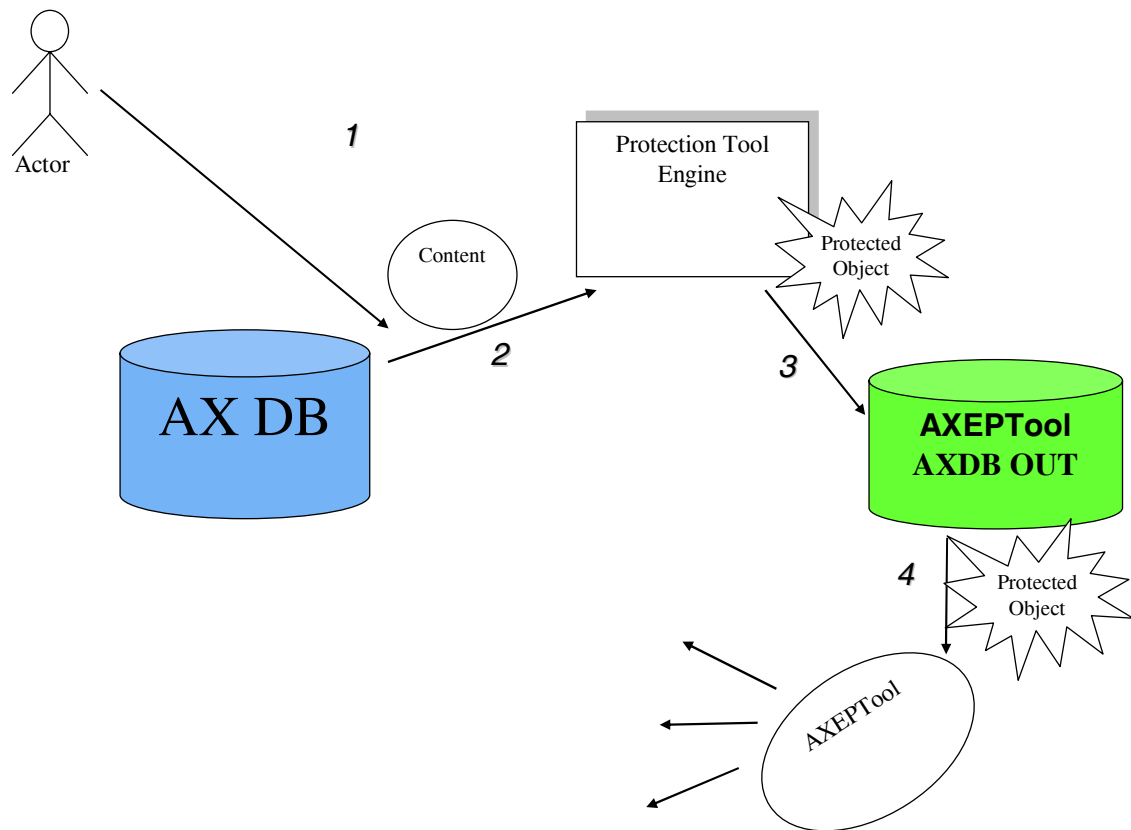 1
Actor
Protection Tool
Engine
Content
Protected
Object
2
3
AX DB
AXEPTool
AXDB OUT
4
Protected
Object
AXEPTool